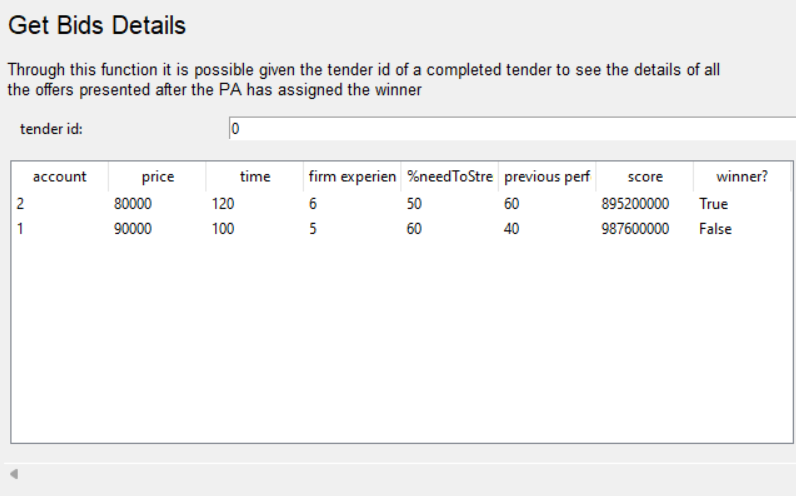 Get Bids Details
Through this function it is possible given the tender id of a completed tender to see the details of all
the offers presented after the PA has assigned the winner
tender id: 0
account price time firm experien %needToStre previous perf score winner?
2 80000 120 6 50 60 895200000 True
1 90000 100 5 60 40 987600000 False